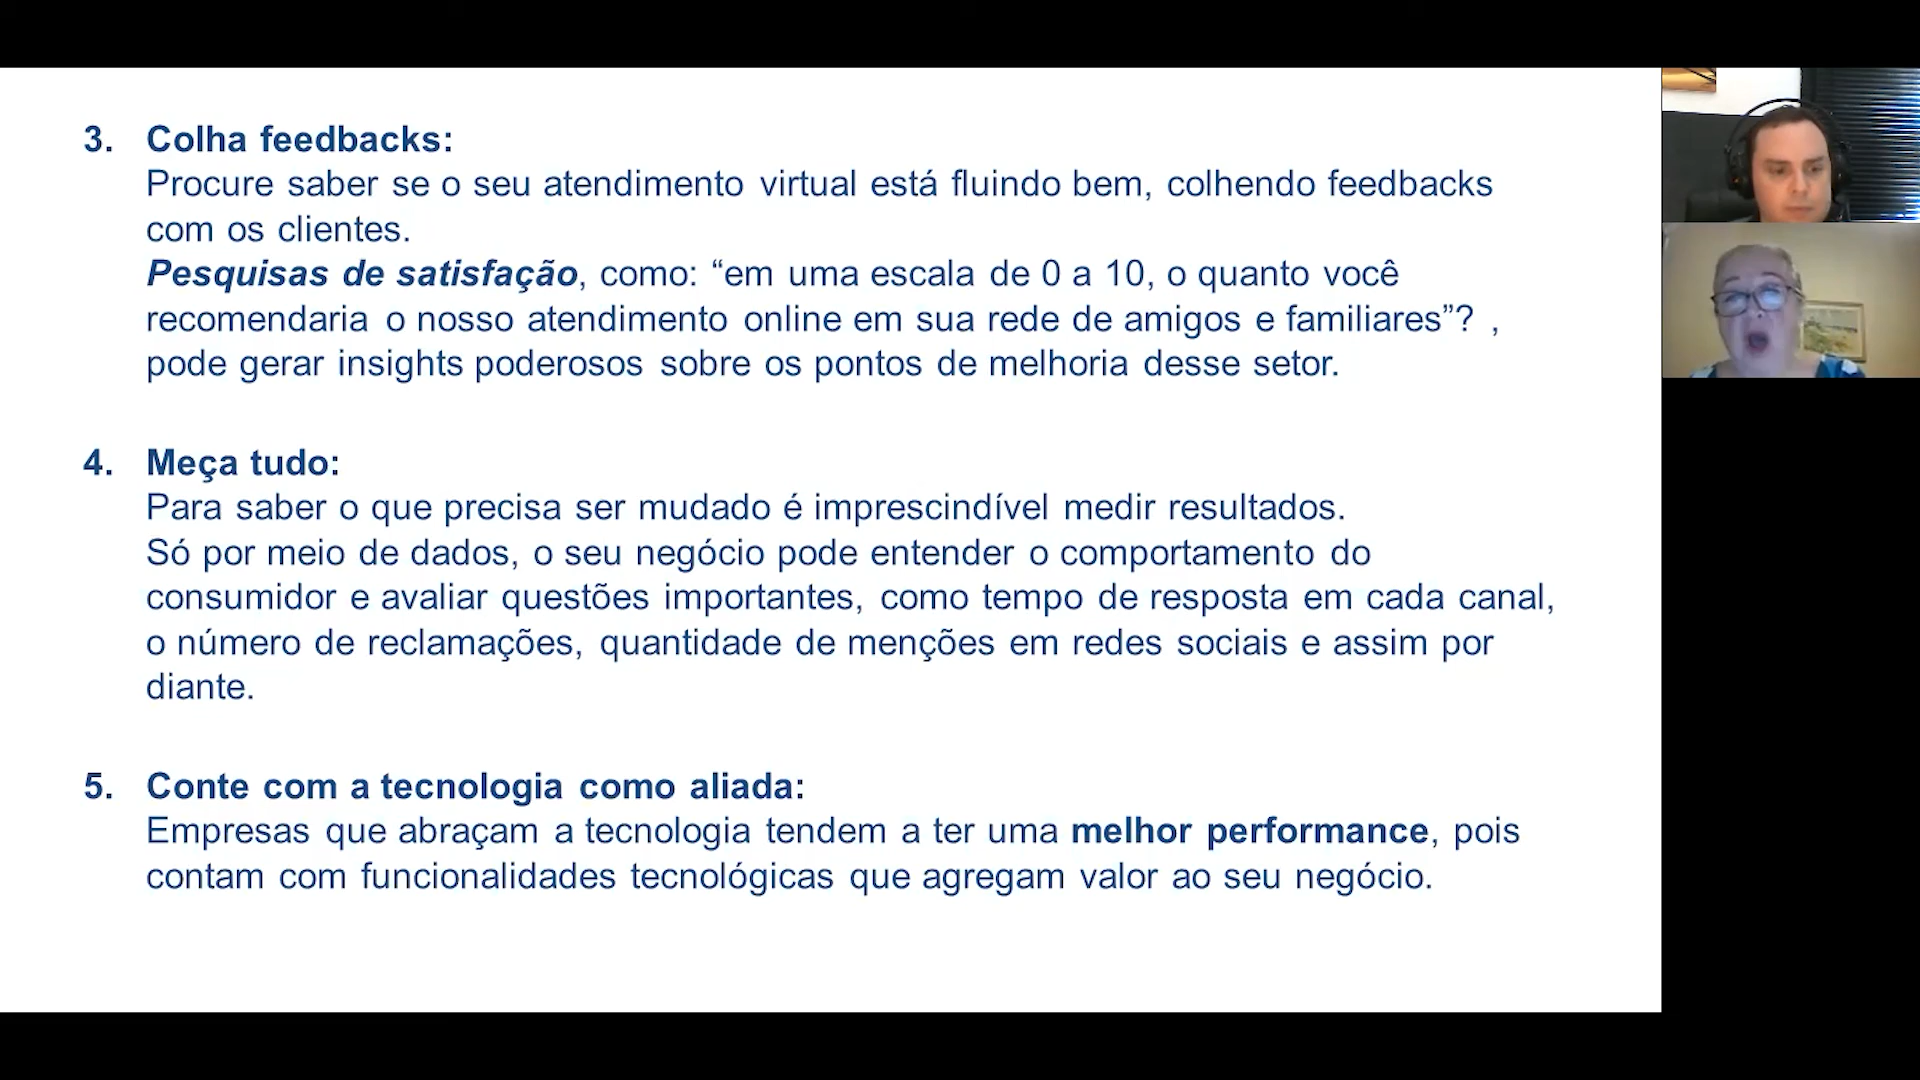 3. Colha feedbacks:
Procure saber se o seu atendimento virtual está fluindo bem, colhendo feedbacks
com os clientes.
Pesquisas de satisfação, como: “em uma escala de 0 a 10, o quanto você
recomendaria o nosso atendimento online em sua rede de amigos e familiares”? ,
pode gerar insights poderosos sobre os pontos de melhoria desse setor.
4. Meça tudo:
Para saber o que precisa ser mudado é imprescindível medir resultados.
Só por meio de dados, o seu negócio pode entender o comportamento do
consumidor e avaliar questões importantes, como tempo de resposta em cada canal,
o número de reclamações, quantidade de menções em redes sociais e assim por
diante.
5. Conte com a tecnologia como aliada:
Empresas que abraçam a tecnologia tendem a ter uma melhor performance, pois
contam com funcionalidades tecnológicas que agregam valor ao seu negócio.